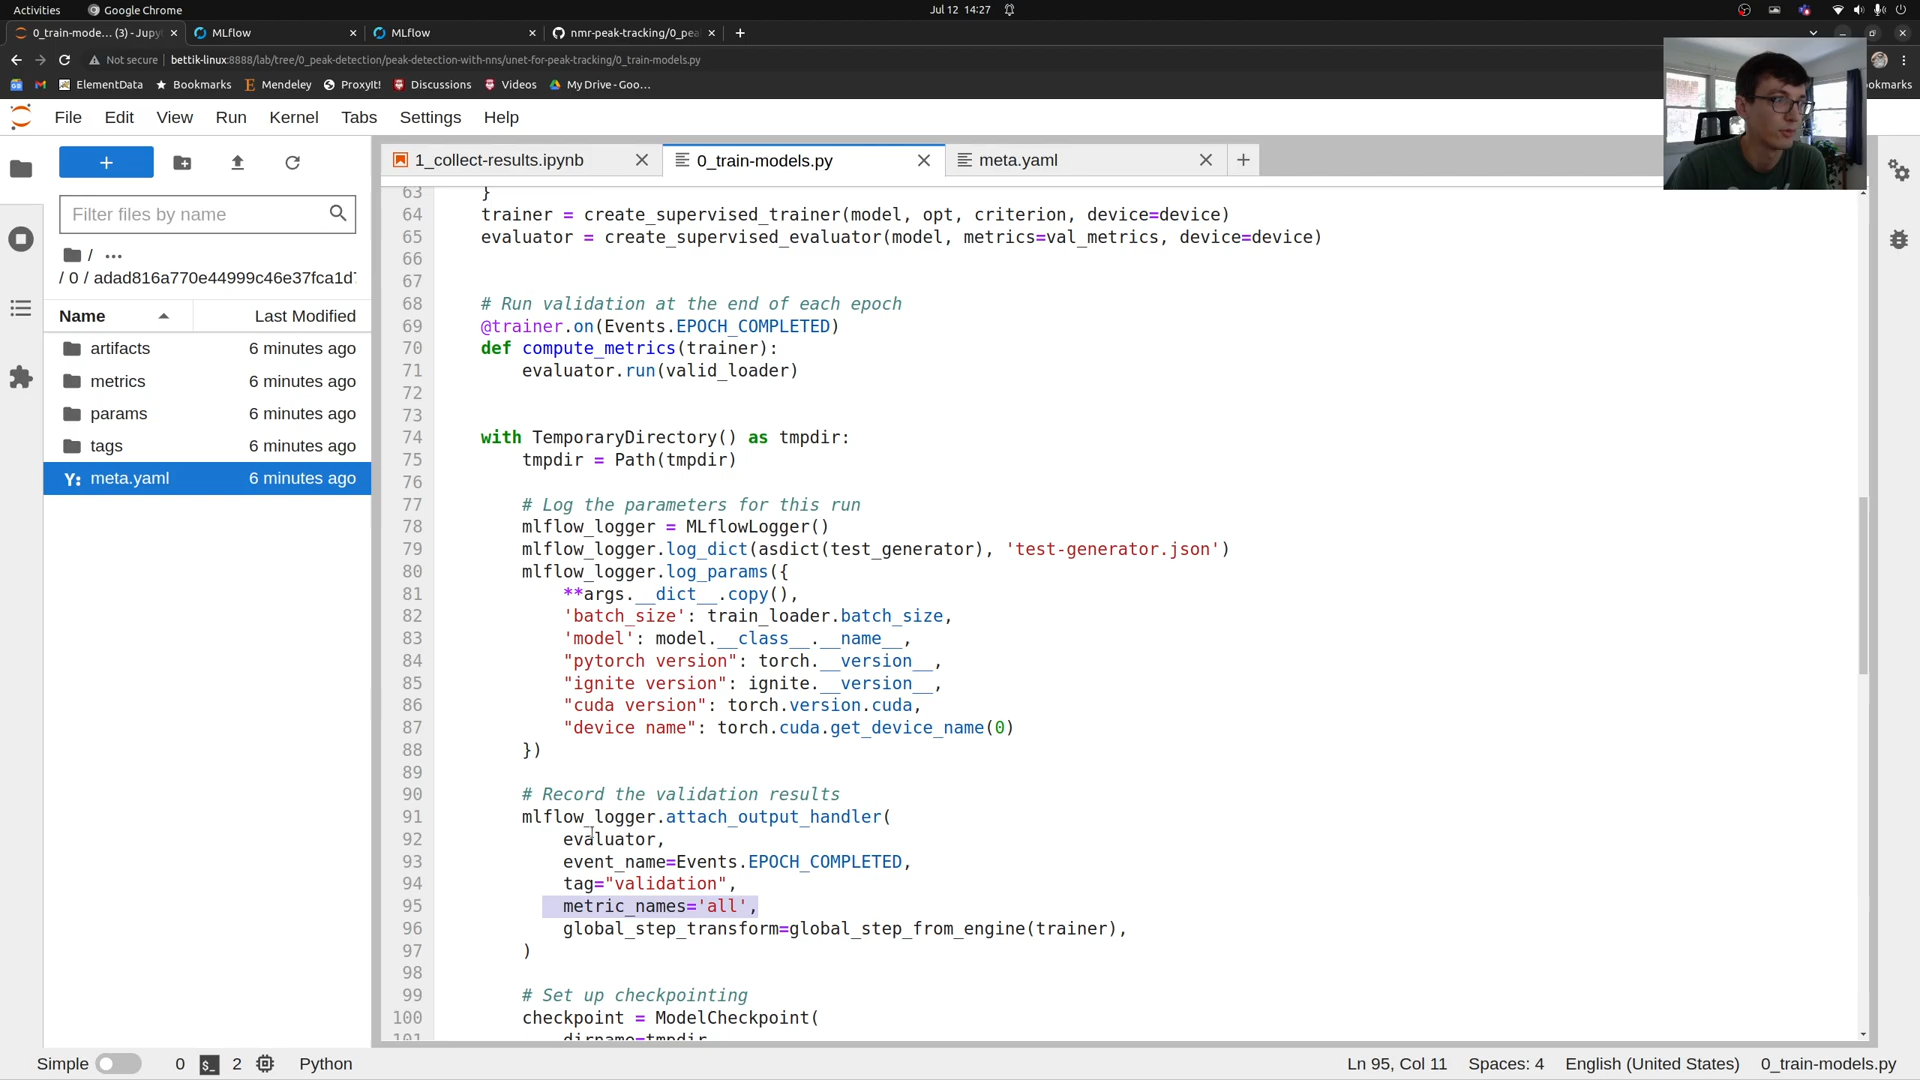 Activities
Google Chrome
Jul 12 14:27
0_train-mode… (3) - Jupyt
MLflow
MLflow
nmr-peak-tracking/0_pea
Not secure
bettik-linux:8888/lab/tree/0_peak-detection/peak-detection-with-nns/unet-for-peak-tracking/0_train-models.py
ElementData
Bookmarks
Mendeley
ProxyIt!
Discussions
Videos
My Drive - Goo…
ookmarks
File
Edit
View
Run
Kernel
Tabs
Settings
Help
1_collect-results.ipynb
0_train-models.py
meta.yaml
Filter files by name
/ …
/ 0 / adad816a770e44999c46e37fca1d
Name
Last Modified
artifacts 6 minutes ago
metrics 6 minutes ago
params 6 minutes ago
tags 6 minutes ago
Y: meta.yaml 6 minutes ago
63 }
64 trainer = create_supervised_trainer(model, opt, criterion, device=device)
65 evaluator = create_supervised_evaluator(model, metrics=val_metrics, device=device)
66
67
68 # Run validation at the end of each epoch
69 @trainer.on(Events.EPOCH_COMPLETED)
70 def compute_metrics(trainer):
71 evaluator.run(valid_loader)
72
73
74 with TemporaryDirectory() as tmpdir:
75 tmpdir = Path(tmpdir)
76
77 # Log the parameters for this run
78 mlflow_logger = MLflowLogger()
79 mlflow_logger.log_dict(asdict(test_generator), 'test-generator.json')
80 mlflow_logger.log_params({
81 **args.__dict__.copy(),
82 'batch_size': train_loader.batch_size,
83 'model': model.__class__.__name__,
84 "pytorch version": torch.__version__,
85 "ignite version": ignite.__version__,
86 "cuda version": torch.version.cuda,
87 "device name": torch.cuda.get_device_name(0)
88 })
89
90 # Record the validation results
91 mlflow_logger.attach_output_handler(
92 evaluator,
93 event_name=Events.EPOCH_COMPLETED,
94 tag="validation",
95 metric_names='all',
96 global_step_transform=global_step_from_engine(trainer),
97 )
98
99 # Set up checkpointing
100 checkpoint = ModelCheckpoint(
101 dirname=tmpdir,
Simple
0
2
Python
Ln 95, Col 11
Spaces: 4
English (United States)
0_train-models.py